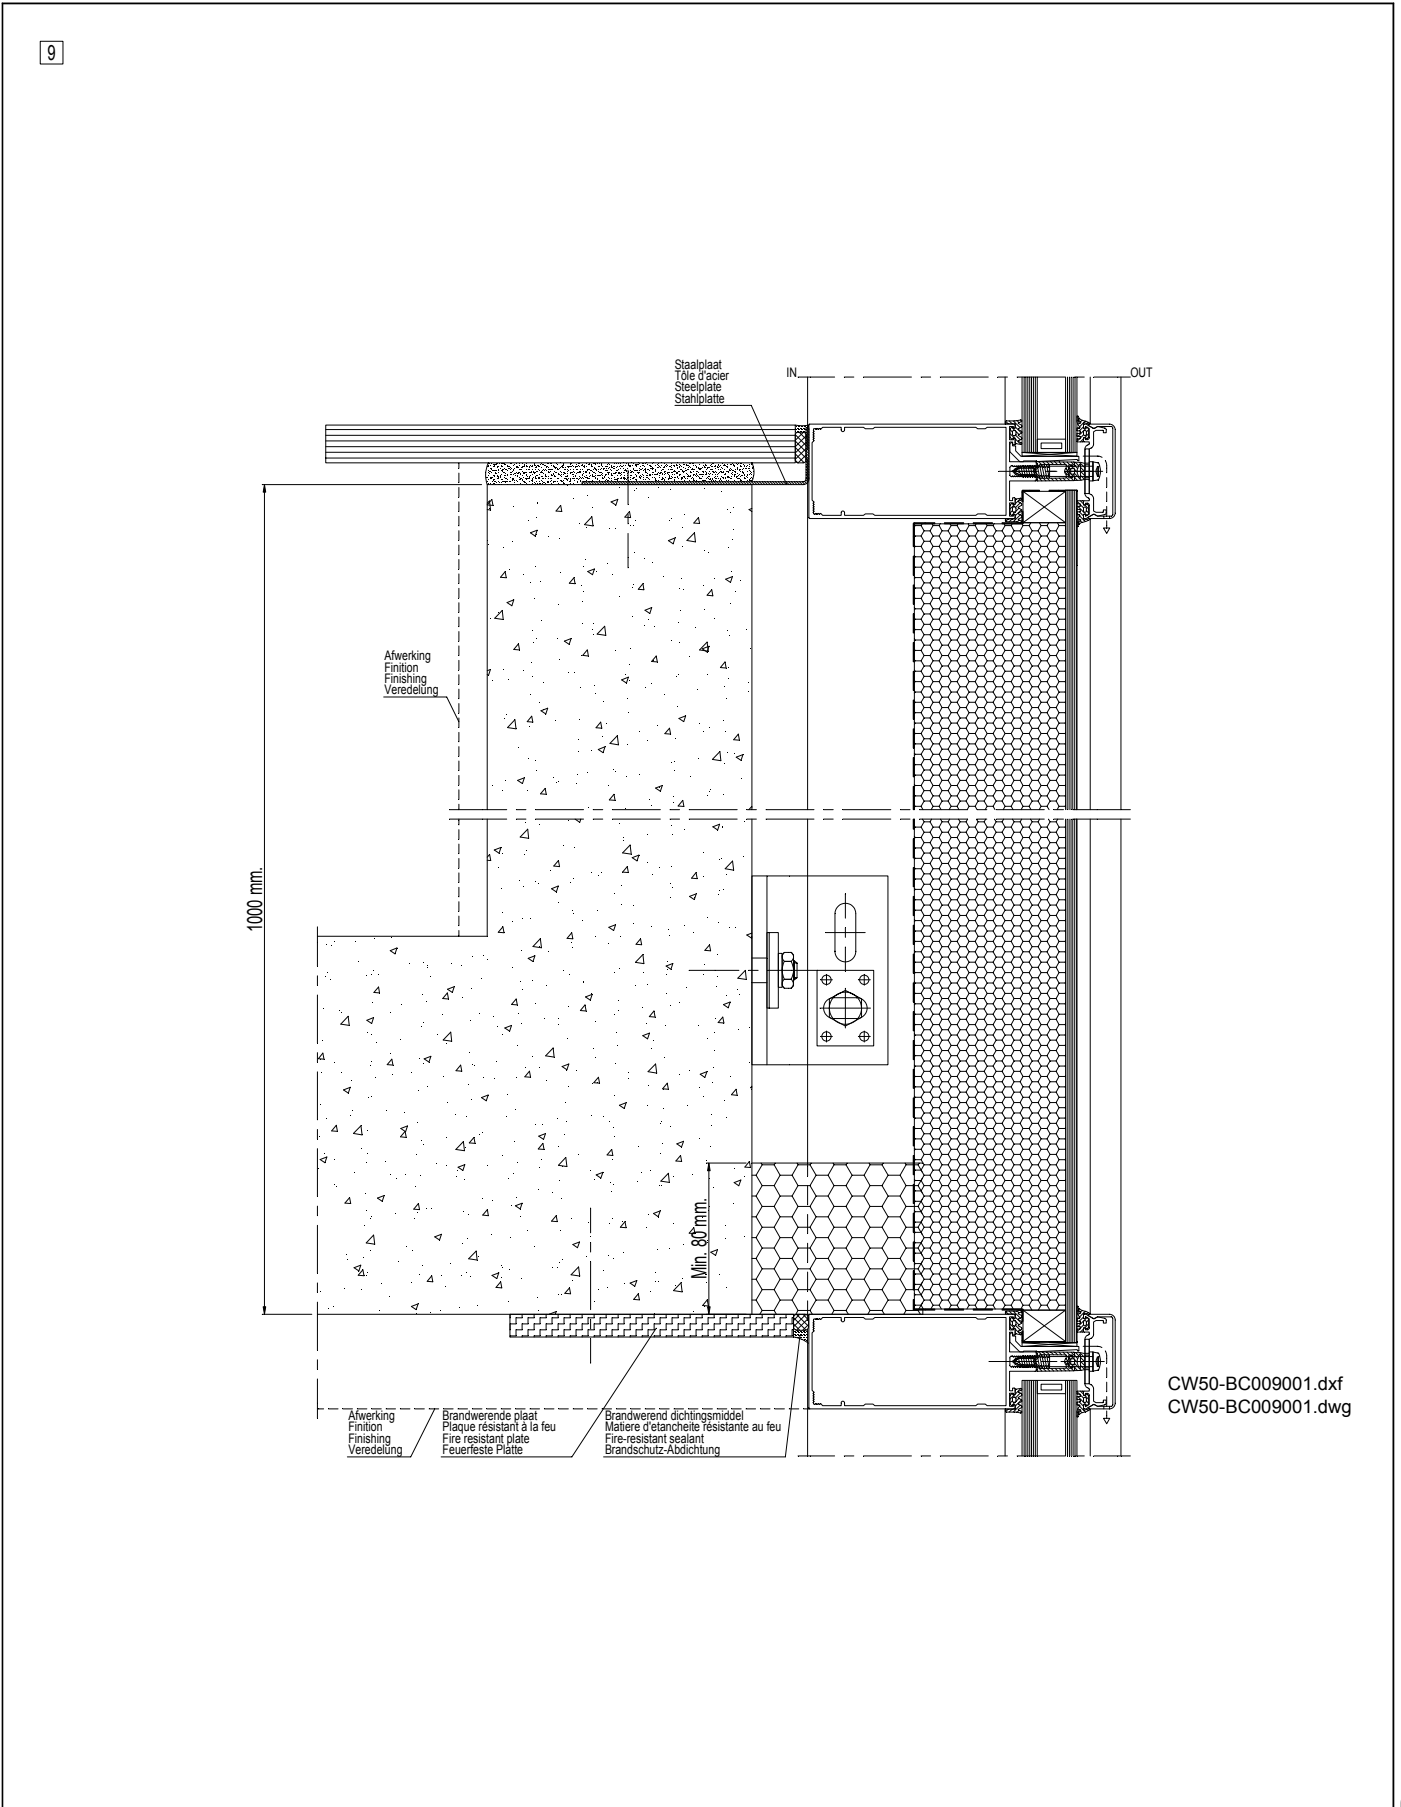 9
Staalplaat
Tôle d'acier
Steelplate
Stahlplatte
IN
OUT
Afwerking
Finition
Finishing
Veredelung
1000 mm.
Min. 80 mm.
Afwerking
Finition
Finishing
Veredelung
Brandwerende plaat
Plaque résistant à la feu
Fire resistant plate
Feuerfeste Platte
Brandwerend dichtingsmiddel
Matiere d'etancheite résistante au feu
Fire-resistant sealant
Brandschutz-Abdichtung
CW50-BC009001.dxf
CW50-BC009001.dwg